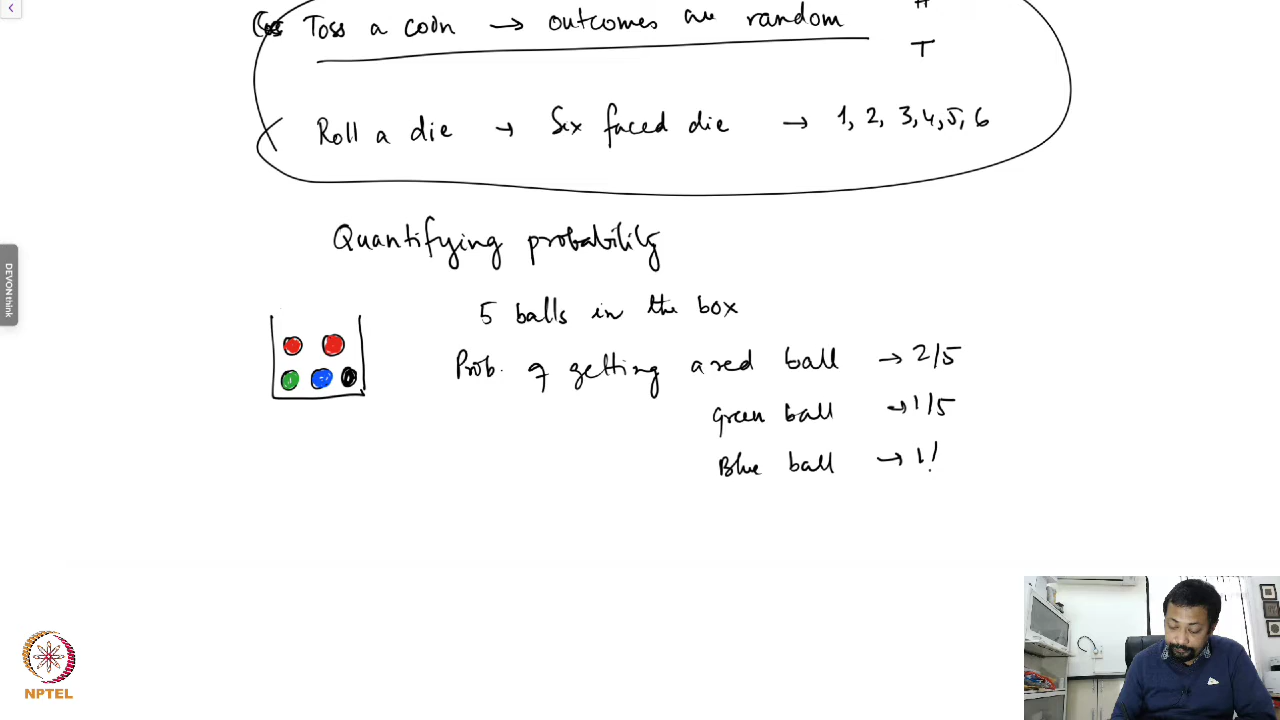 Toss a coin → outcomes are random
T
Roll a die → Six faced die → 1, 2, 3, 4, 5, 6
Quantifying probability
5 balls in the box
Prob. of getting a red ball → 2/5
Green ball → 1/5
Blue ball → 1/
DEVONthink
NPTEL